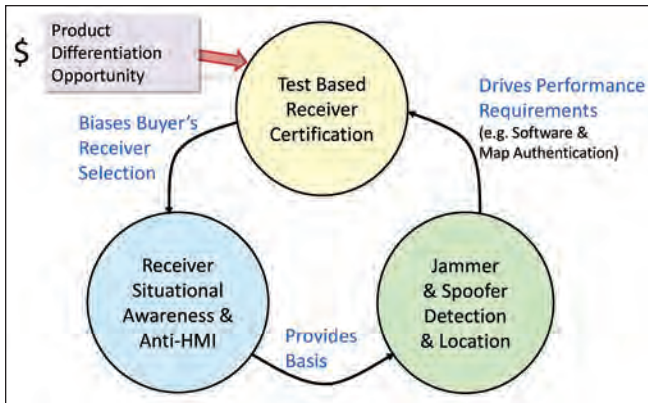 $
Product
Differentiation
Opportunity
Test Based
Receiver
Certification
Drives Performance
Requirements
(e.g. Software &
Map Authentication)
Biases Buyer's
Receiver
Selection
Receiver
Situational
Awareness &
Anti-HMI
Provides
Basis
Jammer
& Spoofer
Detection
& Location